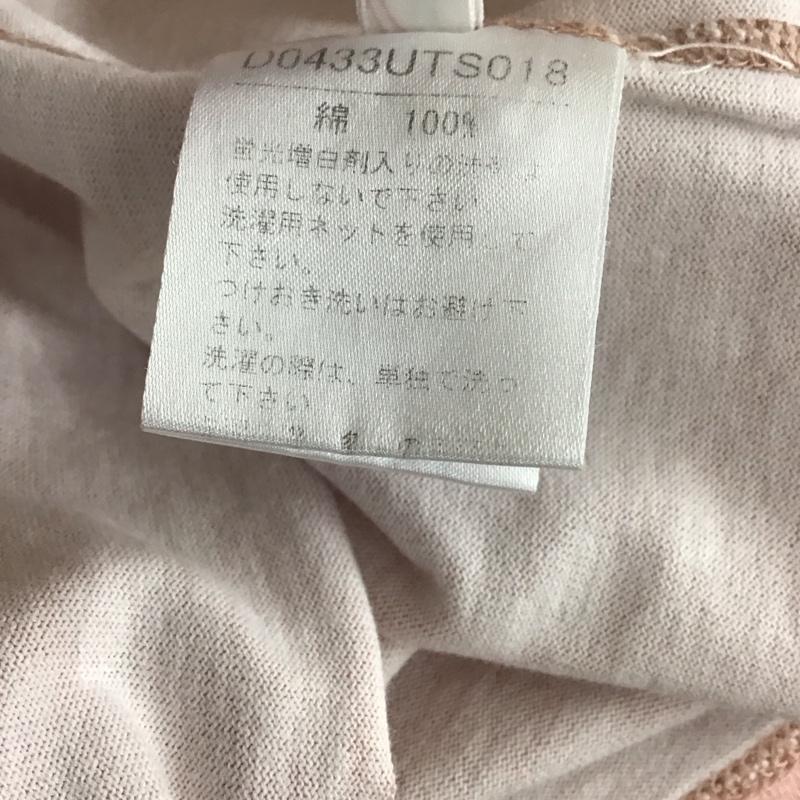 D0433UTS018
綿 100%
蛍光増白剤入りの洗剤は
使用しないで下さい
洗濯用ネットを使用して
下さい。
つけおき洗いはお避け下
さい。
洗濯の際は、単独で洗っ
て下さい